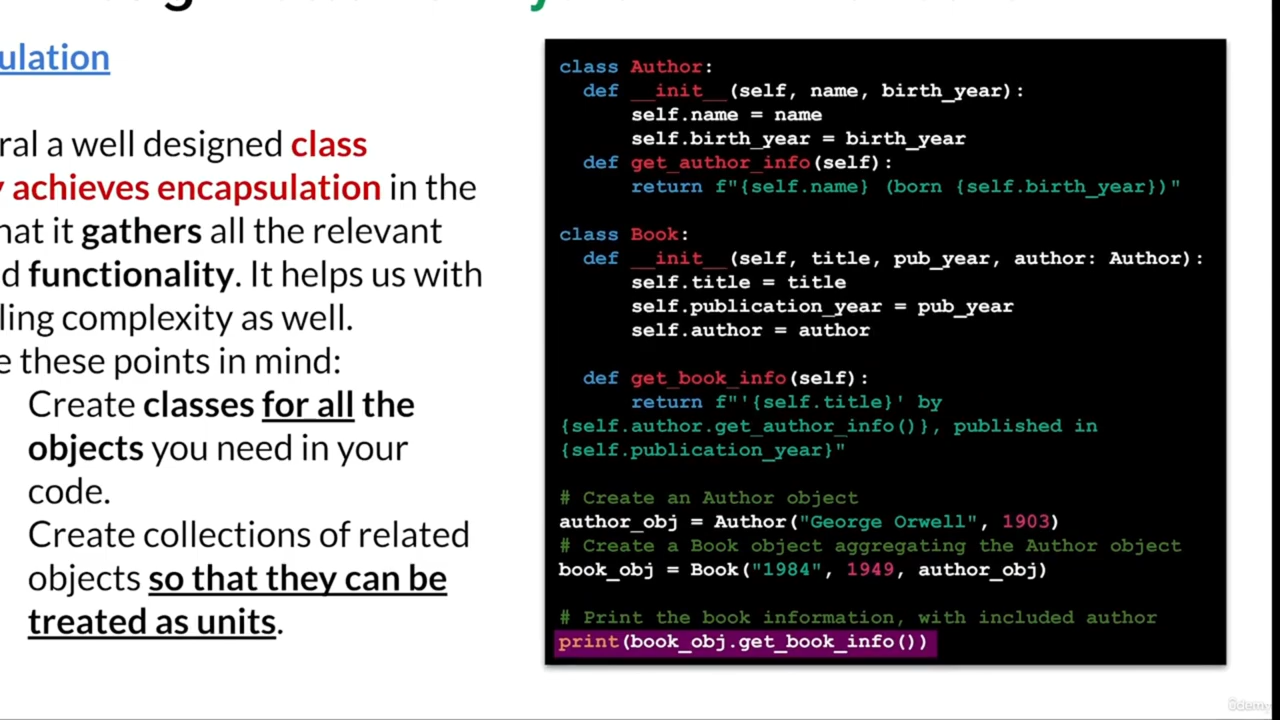 ulation
ral a well designed class
y achieves encapsulation in the
hat it gathers all the relevant
d functionality. It helps us with
ling complexity as well.
e these points in mind:
Create classes for all the
objects you need in your
code.
Create collections of related
objects so that they can be
treated as units.
class Author:
  def __init__(self, name, birth_year):
      self.name = name
      self.birth_year = birth_year
  def get_author_info(self):
      return f"{self.name} (born {self.birth_year})"
class Book:
  def __init__(self, title, pub_year, author: Author):
      self.title = title
      self.publication_year = pub_year
      self.author = author
  def get_book_info(self):
      return f"'{self.title}' by
{self.author.get_author_info()}, published in
{self.publication_year}"
# Create an Author object
author_obj = Author("George Orwell", 1903)
# Create a Book object aggregating the Author object
book_obj = Book("1984", 1949, author_obj)
# Print the book information, with included author
print(book_obj.get_book_info())
ûdemy